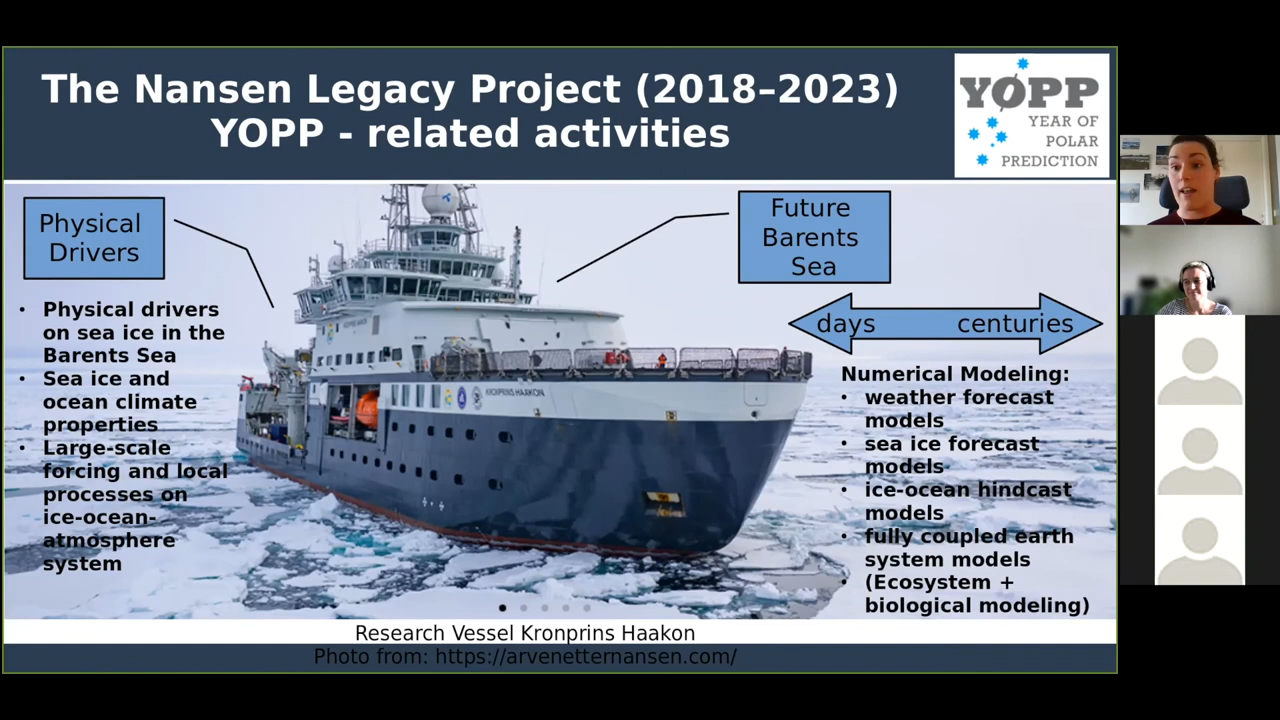 The Nansen Legacy Project (2018–2023)
YOPP - related activities
YOPP
YEAR OF
POLAR
PREDICTION
Physical
Drivers
Future
Barents
Sea
days centuries
• Physical drivers
on sea ice in the
Barents Sea
• Sea ice and
ocean climate
properties
• Large-scale
forcing and local
processes on
ice-ocean-
atmosphere
system
KRONPRINS HAAKON
Numerical Modeling:
• weather forecast
models
• sea ice forecast
models
• ice-ocean hindcast
models
• fully coupled earth
system models
• (Ecosystem +
biological modeling)
Research Vessel Kronprins Haakon
Photo from: https://arvenetternansen.com/